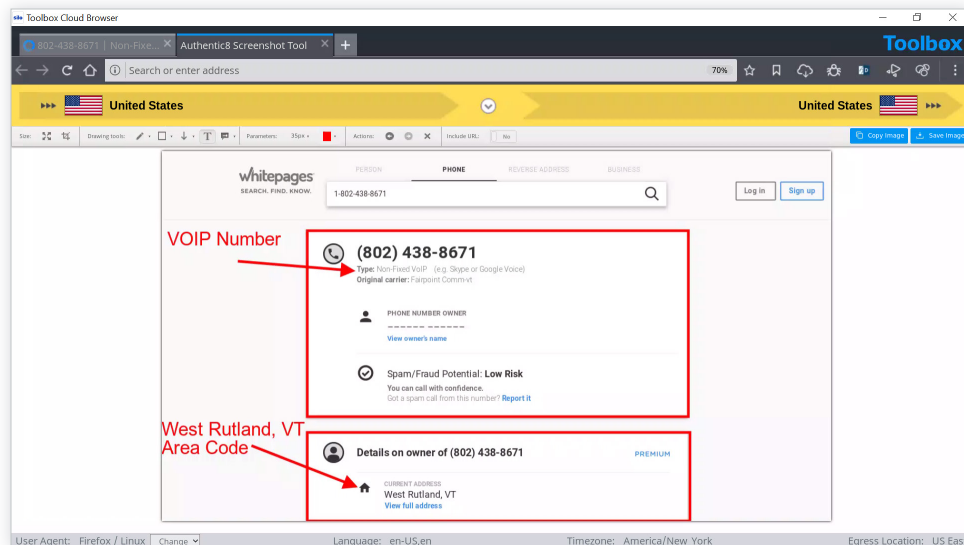 Toolbox Cloud Browser
802-438-8671 | Non-Fixe...
Authentic8 Screenshot Tool
Toolbox
Search or enter address
70%
United States
United States
Size:
Drawing tools:
T
Parameters:
35px
Actions:
Include URL:
No
Copy Image
Save Image
whitepages
SEARCH. FIND. KNOW.
PERSON
PHONE
REVERSE ADDRESS
BUSINESS
1-802-438-8671
Log in
Sign up
VOIP Number
(802) 438-8671
Type: Non-Fixed VoIP (e.g. Skype or Google Voice)
Original carrier: Fairpoint Comm-vt
PHONE NUMBER OWNER
View owner's name
Spam/Fraud Potential: Low Risk
You can call with confidence.
Got a spam call from this number? Report it
West Rutland, VT
Area Code
Details on owner of (802) 438-8671
PREMIUM
CURRENT ADDRESS
West Rutland, VT
View full address
User Agent: Firefox / Linux
Change
Language: en-US,en
Timezone: America/New York
Egress Location: US Eas